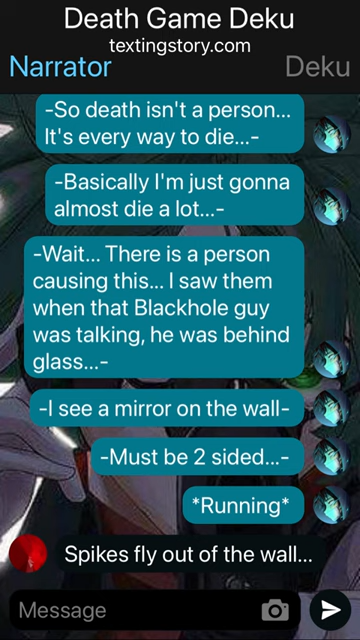 Death Game Deku
textingstory.com
Narrator
Deku
-So death isn't a person...
It's every way to die...-
-Basically I'm just gonna
almost die a lot...-
-Wait... There is a person
causing this... I saw them
when that Blackhole guy
was talking, he was behind
glass...-
-I see a mirror on the wall-
-Must be 2 sided...-
*Running*
Spikes fly out of the wall...
Message